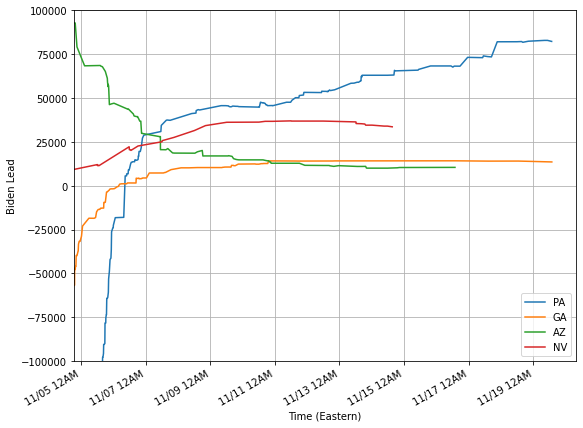 100000
75000
50000
25000
0
−25000
−50000
−75000
−100000
Biden Lead
11/05 12AM
11/07 12AM
11/09 12AM
11/11 12AM
11/13 12AM
11/15 12AM
11/17 12AM
11/19 12AM
Time (Eastern)
PA
GA
AZ
NV